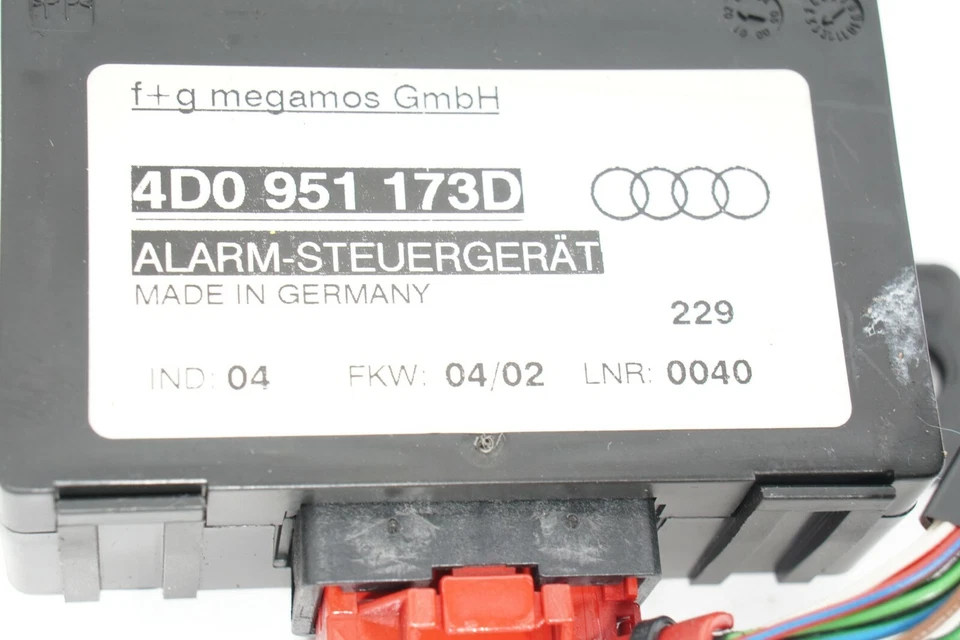 f+g megamos GmbH
4D0 951 173D
ALARM-STEUERGERÄT
MADE IN GERMANY
229
IND: 04 FKW: 04/02 LNR: 0040